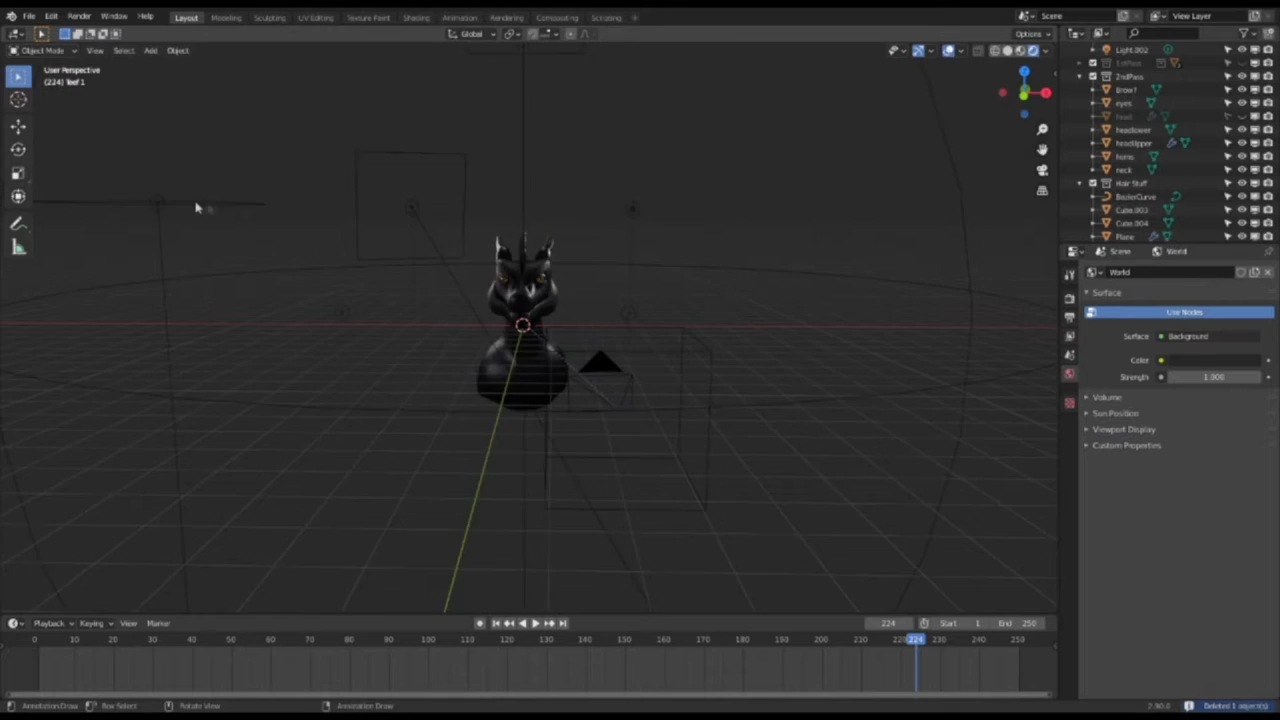 File Edit Render Window Help Layout Modeling Sculpting UV Editing Texture Paint Shading Animation Rendering Compositing Scripting + Scene View Layer
Global Options
Object Mode View Select Add Object
User Perspective
(224) Teef 1
Light.002
1stPass
2ndPass
Brow?
eyes
head
headlower
headUpper
horns
neck
Hair Stuff
BezierCurve
Cube.003
Cube.004
Plane
Scene > World
World
Surface
Use Nodes
Surface Background
Color
Strength 1.000
Volume
Sun Position
Viewport Display
Custom Properties
Playback Keying View Marker 224 Start 1 End 250
0 10 20 30 40 50 60 70 80 90 100 110 120 130 140 150 160 170 180 190 200 210 224 230 240 250
Annotation Draw Box Select Rotate View Annotation Draw 2.90.0 Deleted 1 object(s)